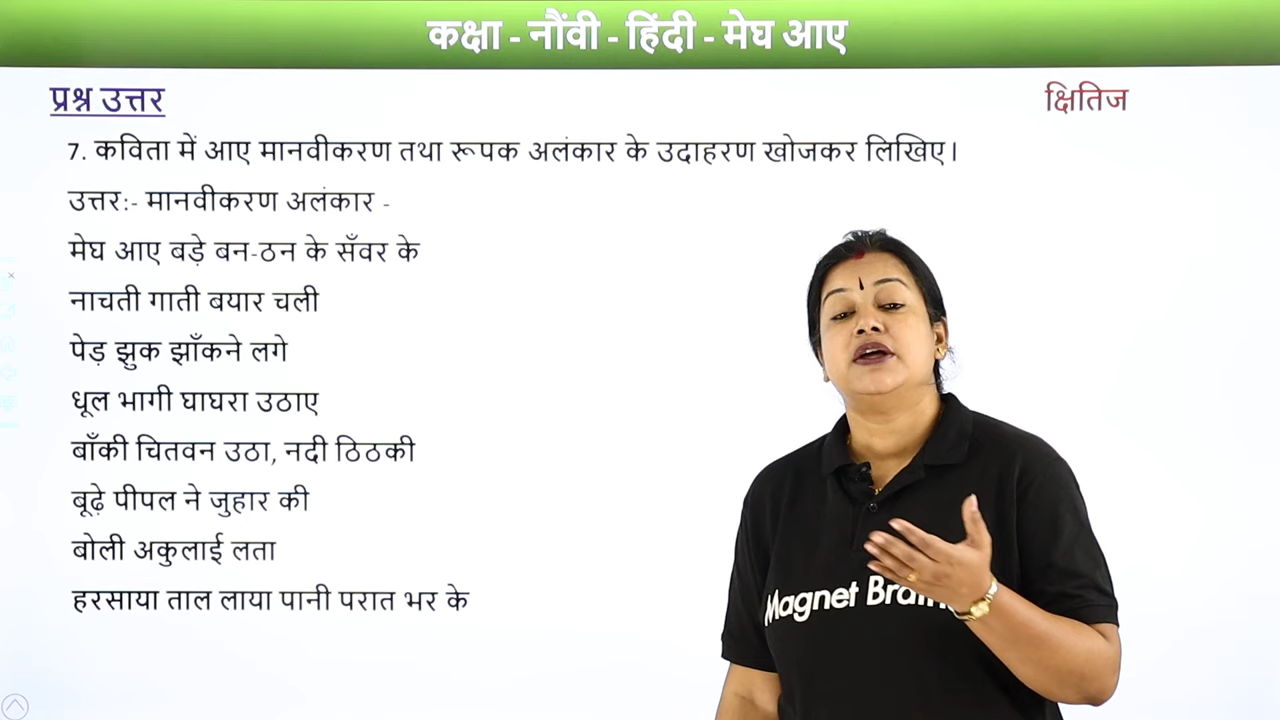 कक्षा - नौंवी - हिंदी - मेघ आए
प्रश्न उत्तर
क्षितिज
7. कविता में आए मानवीकरण तथा रूपक अलंकार के उदाहरण खोजकर लिखिए।
उत्तर:- मानवीकरण अलंकार -
मेघ आए बड़े बन-ठन के सँवर के
नाचती गाती बयार चली
पेड़ झुक झाँकने लगे
धूल भागी घाघरा उठाए
बाँकी चितवन उठा, नदी ठिठकी
बूढ़े पीपल ने जुहार की
बोली अकुलाई लता
हरसाया ताल लाया पानी परात भर के
Magnet